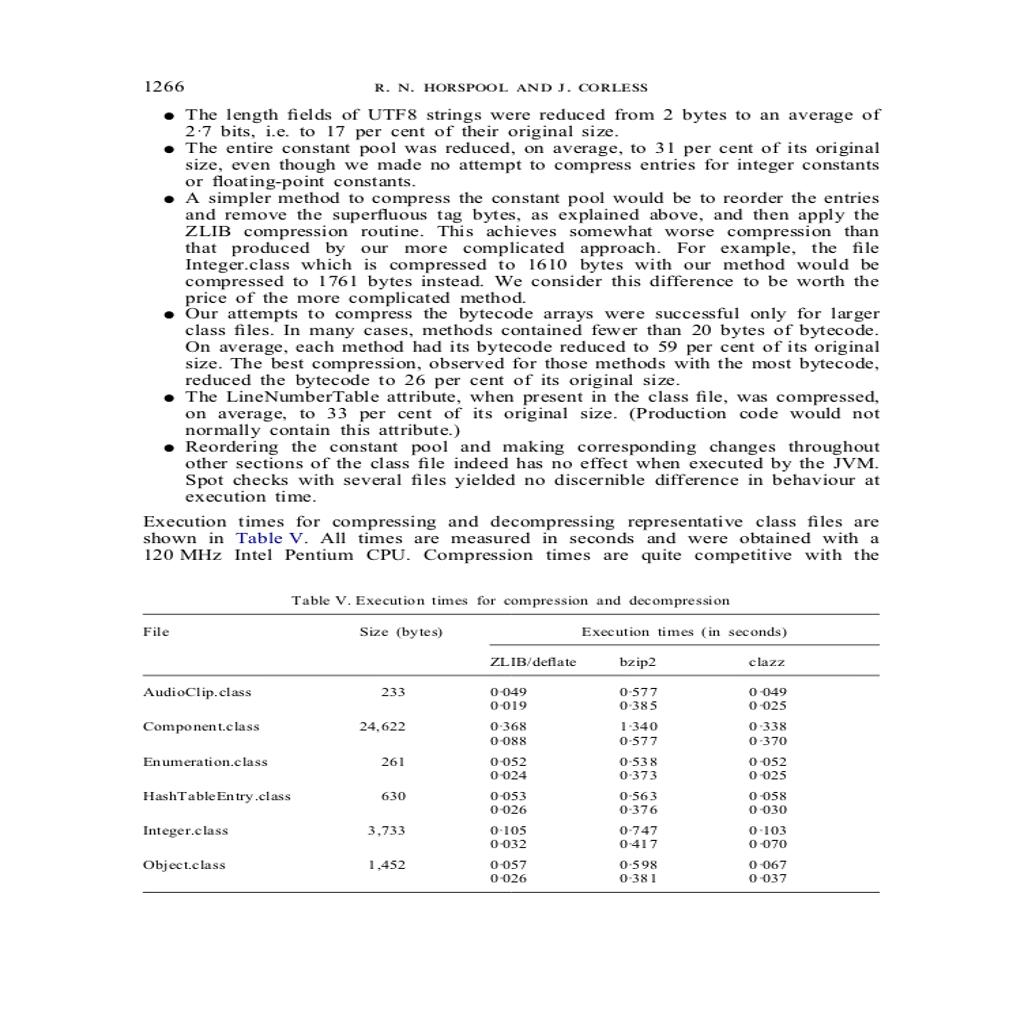 1266 R. N. HORSPOOL AND J. CORLESS
● The length fields of UTF8 strings were reduced from 2 bytes to an average of
2·7 bits, i.e. to 17 per cent of their original size.
● The entire constant pool was reduced, on average, to 31 per cent of its original
size, even though we made no attempt to compress entries for integer constants
or floating-point constants.
● A simpler method to compress the constant pool would be to reorder the entries
and remove the superfluous tag bytes, as explained above, and then apply the
ZLIB compression routine. This achieves somewhat worse compression than
that produced by our more complicated approach. For example, the file
Integer.class which is compressed to 1610 bytes with our method would be
compressed to 1761 bytes instead. We consider this difference to be worth the
price of the more complicated method.
● Our attempts to compress the bytecode arrays were successful only for larger
class files. In many cases, methods contained fewer than 20 bytes of bytecode.
On average, each method had its bytecode reduced to 59 per cent of its original
size. The best compression, observed for those methods with the most bytecode,
reduced the bytecode to 26 per cent of its original size.
● The LineNumberTable attribute, when present in the class file, was compressed,
on average, to 33 per cent of its original size. (Production code would not
normally contain this attribute.)
● Reordering the constant pool and making corresponding changes throughout
other sections of the class file indeed has no effect when executed by the JVM.
Spot checks with several files yielded no discernible difference in behaviour at
execution time.
Execution times for compressing and decompressing representative class files are
shown in Table V. All times are measured in seconds and were obtained with a
120 MHz Intel Pentium CPU. Compression times are quite competitive with the
Table V. Execution times for compression and decompression
File Size (bytes) Execution times (in seconds)
ZLIB/deflate bzip2 clazz
AudioClip.class 233 0·049 0·577 0·049
0·019 0·385 0·025
Component.class 24,622 0·368 1·340 0·338
0·088 0·577 0·370
Enumeration.class 261 0·052 0·538 0·052
0·024 0·373 0·025
HashTableEntry.class 630 0·053 0·563 0·058
0·026 0·376 0·030
Integer.class 3,733 0·105 0·747 0·103
0·032 0·417 0·070
Object.class 1,452 0·057 0·598 0·067
0·026 0·381 0·037